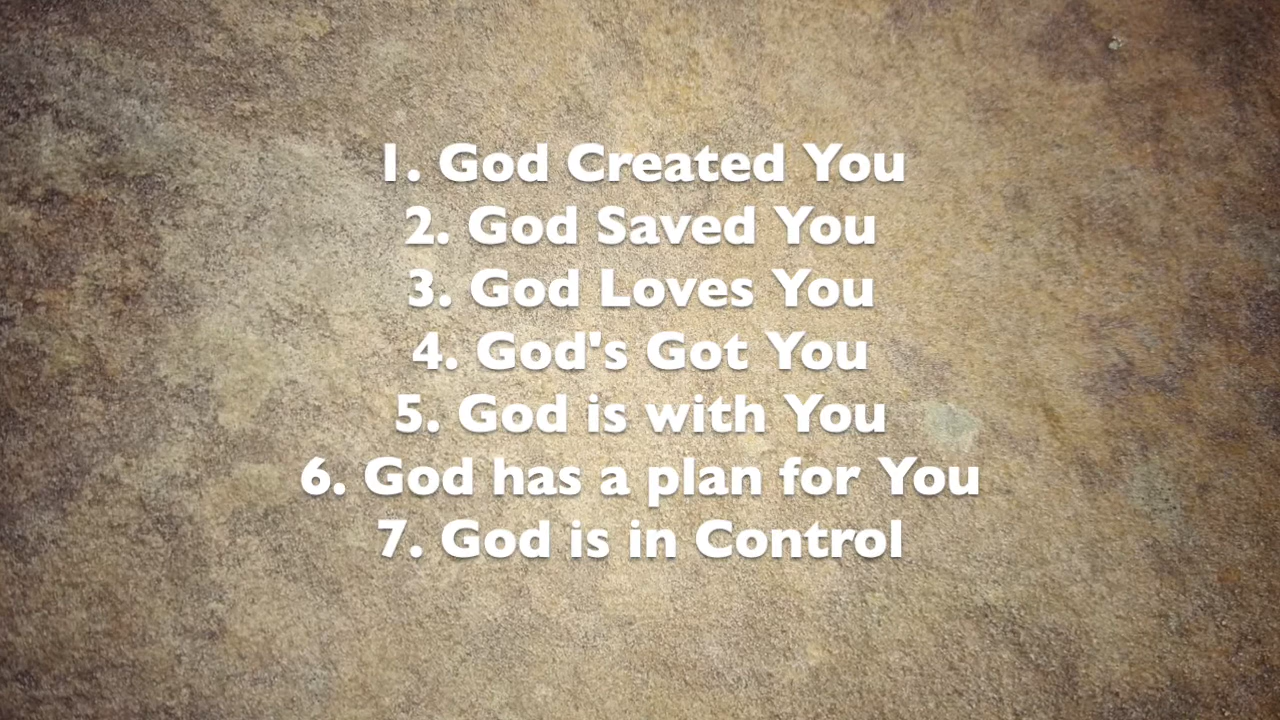 1. God Created You
2. God Saved You
3. God Loves You
4. God's Got You
5. God is with You
6. God has a plan for You
7. God is in Control